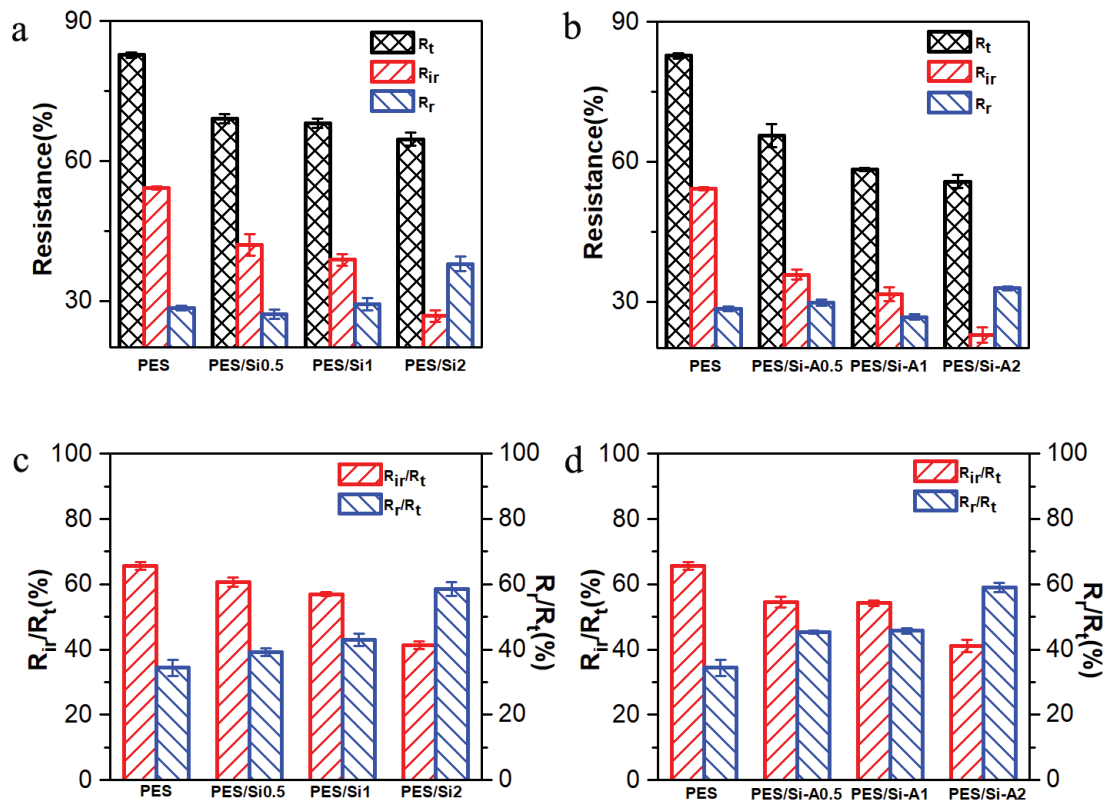 a
Resistance(%)
90
60
30
Rt
Rir
Rr
PES
PES/Si0.5
PES/Si1
PES/Si2
b
Resistance(%)
90
60
30
Rt
Rir
Rr
PES
PES/Si-A0.5
PES/Si-A1
PES/Si-A2
c
Rir/Rt(%)
100
80
60
40
20
0
Rir/Rt
Rr/Rt
100
80
60
40
20
0
Rr/Rt(%)
PES
PES/Si0.5
PES/Si1
PES/Si2
d
Rir/Rt(%)
100
80
60
40
20
0
Rir/Rt
Rr/Rt
100
80
60
40
20
0
Rr/Rt(%)
PES
PES/Si-A0.5
PES/Si-A1
PES/Si-A2